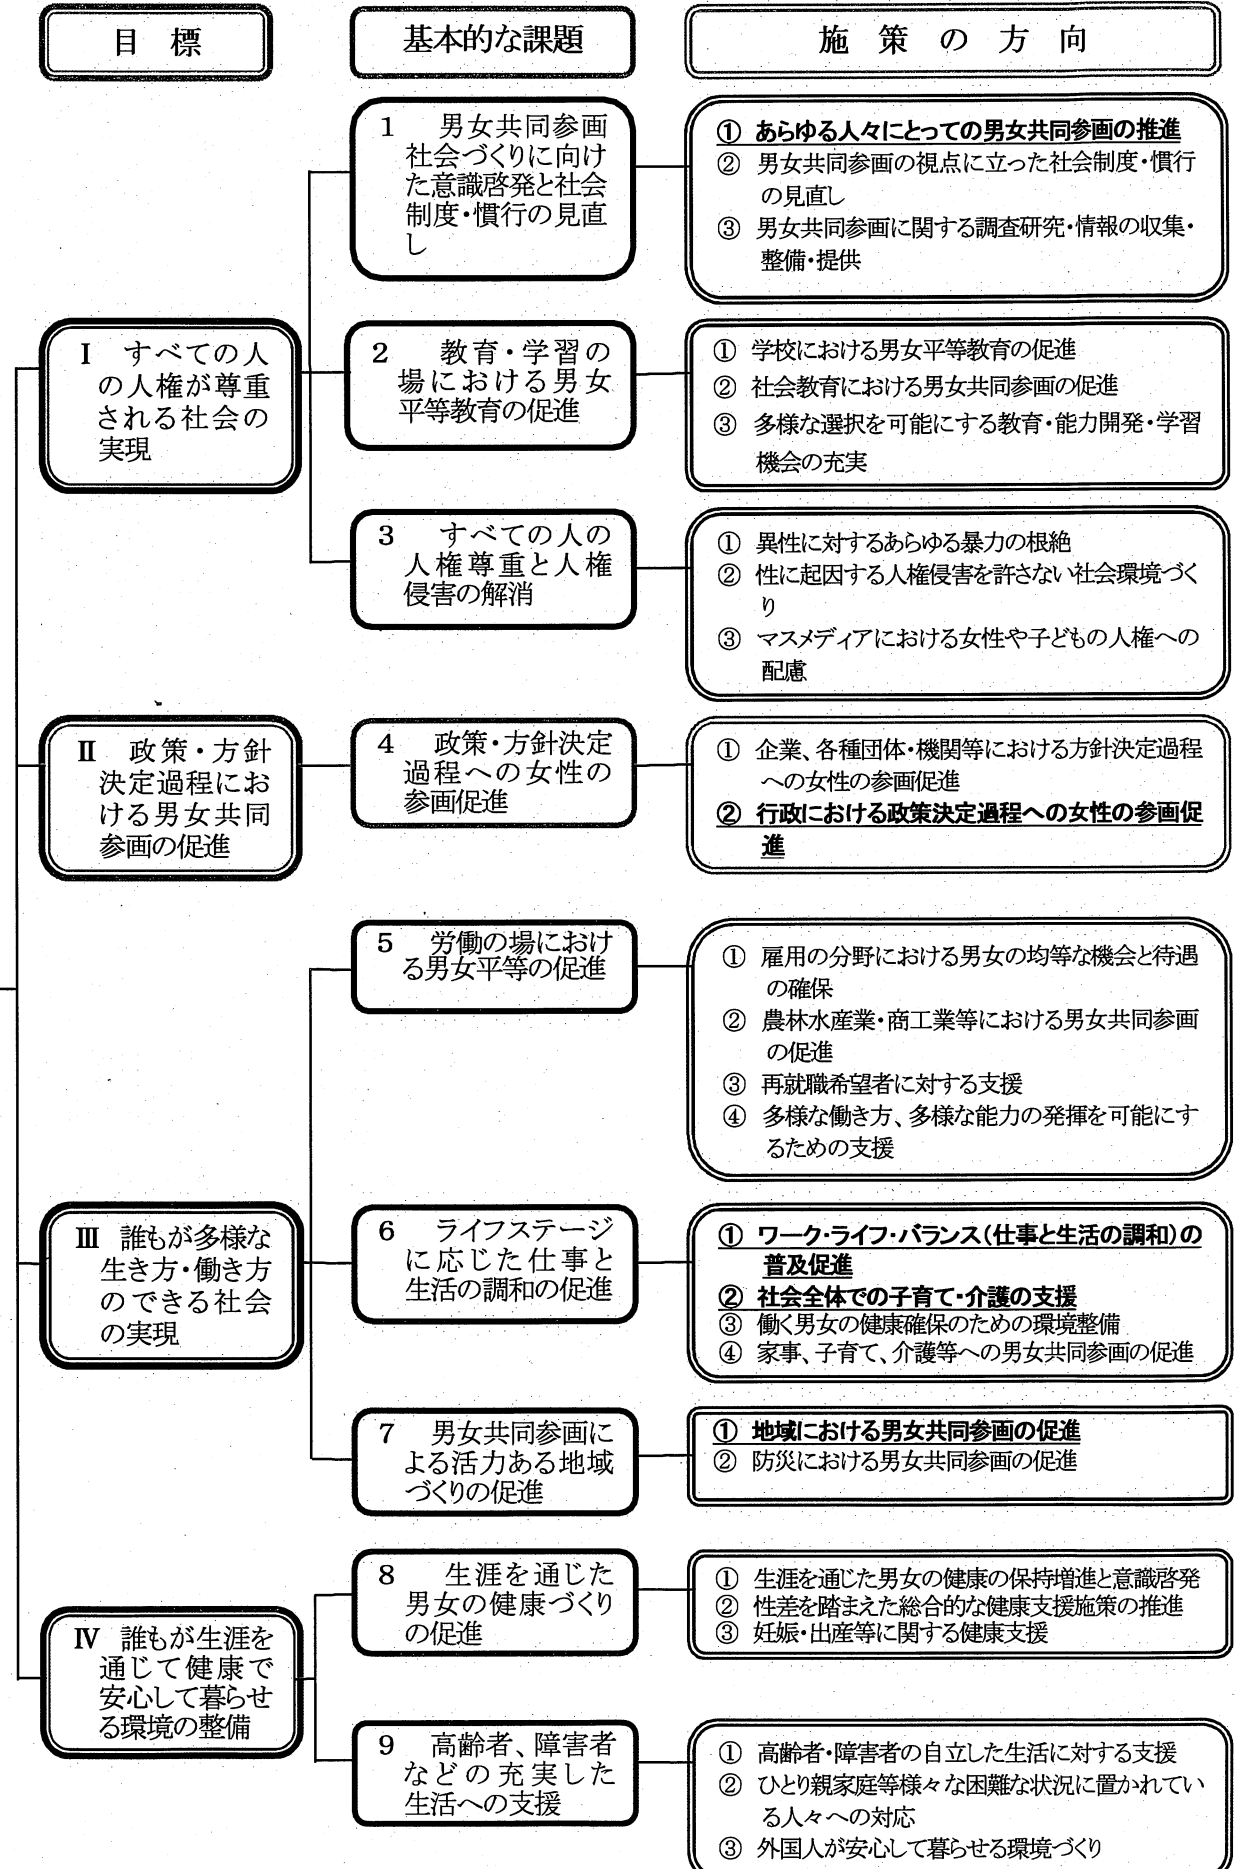 目 標
基本的な課題
施 策 の 方 向
1 男女共同参画
社会づくりに向け
た意識啓発と社会
制度・慣行の見直
し
① あらゆる人々にとっての男女共同参画の推進
② 男女共同参画の視点に立った社会制度・慣行
の見直し
③ 男女共同参画に関する調査研究・情報の収集・
整備・提供
Ⅰ すべての人
の人権が尊重
される社会の
実現
2 教育・学習の
場における男女
平等教育の促進
① 学校における男女平等教育の促進
② 社会教育における男女共同参画の促進
③ 多様な選択を可能にする教育・能力開発・学習
機会の充実
3 すべての人の
人権尊重と人権
侵害の解消
① 異性に対するあらゆる暴力の根絶
② 性に起因する人権侵害を許さない社会環境づく
り
③ マスメディアにおける女性や子どもの人権への
配慮
Ⅱ 政策・方針
決定過程にお
ける男女共同
参画の促進
4 政策・方針決定
過程への女性の
参画促進
① 企業、各種団体・機関等における方針決定過程
への女性の参画促進
② 行政における政策決定過程への女性の参画促
進
5 労働の場におけ
る男女平等の促進
① 雇用の分野における男女の均等な機会と待遇
の確保
② 農林水産業・商工業等における男女共同参画
の促進
③ 再就職希望者に対する支援
④ 多様な働き方、多様な能力の発揮を可能にす
るための支援
Ⅲ 誰もが多様な
生き方・働き方
のできる社会
の実現
6 ライフステージ
に応じた仕事と
生活の調和の促進
① ワーク・ライフ・バランス（仕事と生活の調和）の
普及促進
② 社会全体での子育て・介護の支援
③ 働く男女の健康確保のための環境整備
④ 家事、子育て、介護等への男女共同参画の促進
7 男女共同参画に
よる活力ある地域
づくりの促進
① 地域における男女共同参画の促進
② 防災における男女共同参画の促進
Ⅳ 誰もが生涯を
通じて健康で
安心して暮らせ
る環境の整備
8 生涯を通じた
男女の健康づくり
の促進
① 生涯を通じた男女の健康の保持増進と意識啓発
② 性差を踏まえた総合的な健康支援施策の推進
③ 妊娠・出産等に関する健康支援
9 高齢者、障害者
などの充実した
生活への支援
① 高齢者・障害者の自立した生活に対する支援
② ひとり親家庭等様々な困難な状況に置かれてい
る人々への対応
③ 外国人が安心して暮らせる環境づくり